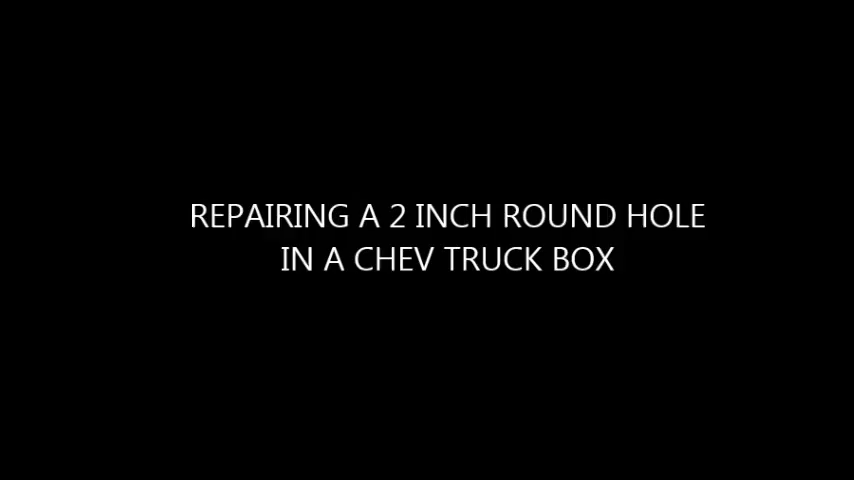 REPAIRING A 2 INCH ROUND HOLE
IN A CHEV TRUCK BOX